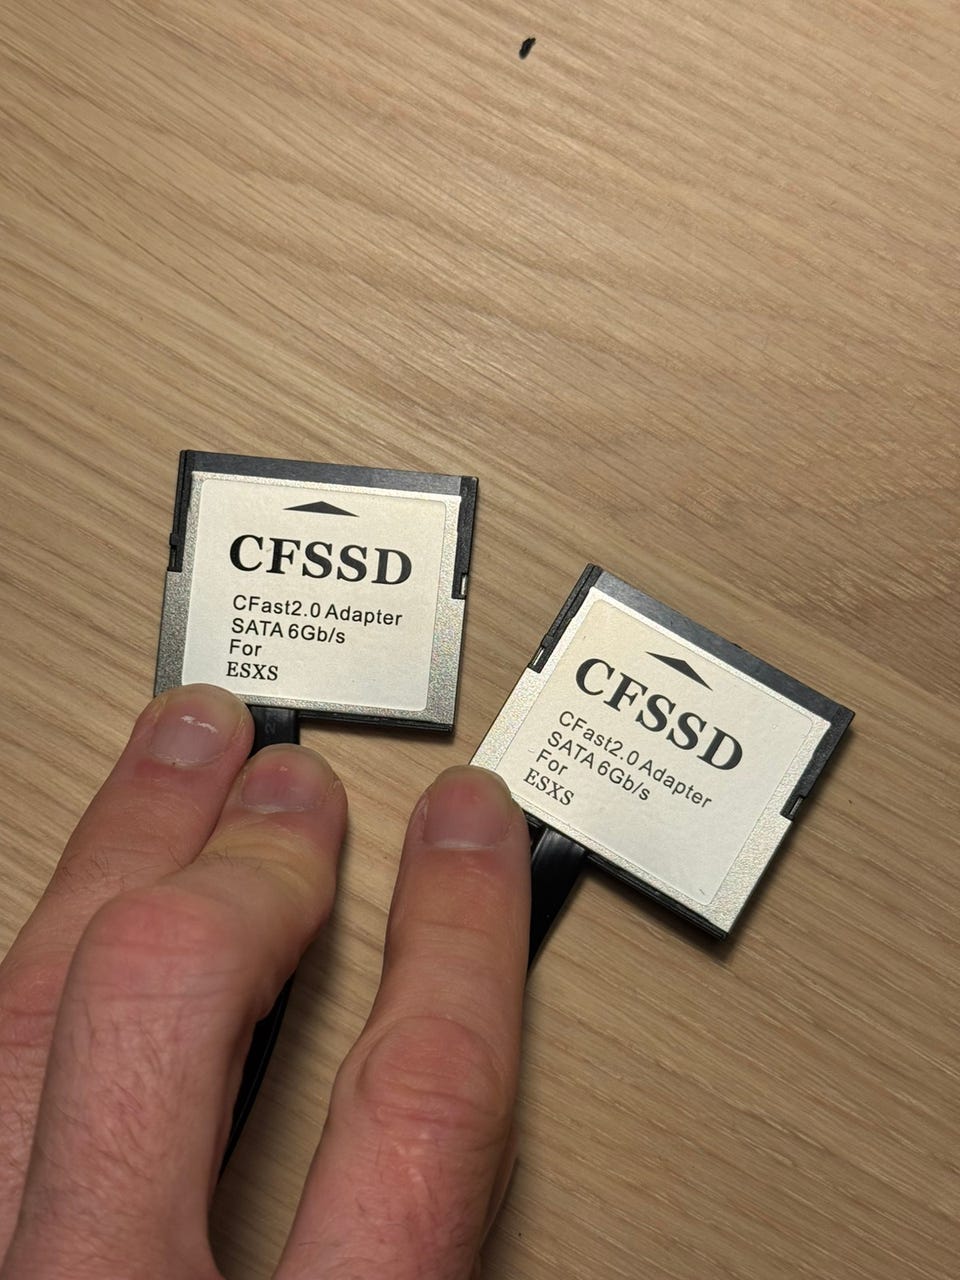 CFSSD
CFast2.0 Adapter
SATA 6Gb/s
For
ESXS
CFSSD
CFast2.0 Adapter
SATA 6Gb/s
For
ESXS